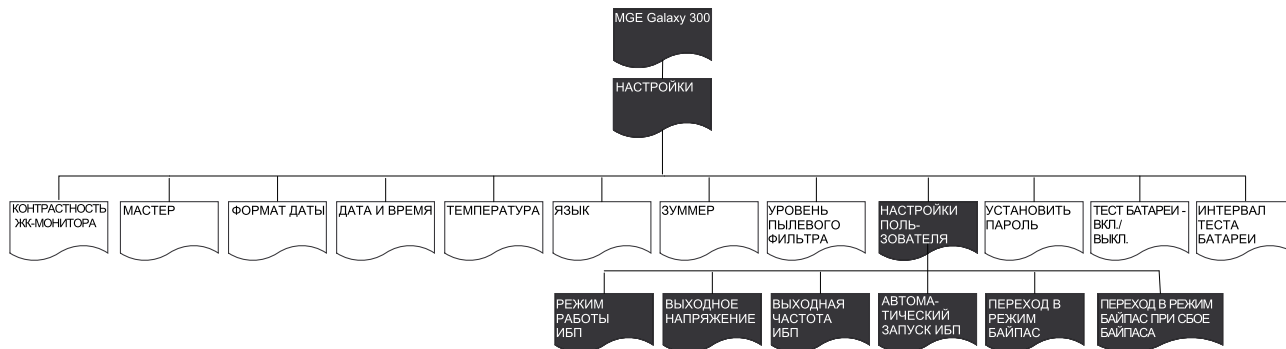 MGE Galaxy 300
НАСТРОЙКИ
КОНТРАСТНОСТЬ
ЖК-МОНИТОРА
МАСТЕР
ФОРМАТ ДАТЫ
ДАТА И ВРЕМЯ
ТЕМПЕРАТУРА
ЯЗЫК
ЗУММЕР
УРОВЕНЬ
ПЫЛЕВОГО
ФИЛЬТРА
НАСТРОЙКИ
ПОЛЬ-
ЗОВАТЕЛЯ
УСТАНОВИТЬ
ПАРОЛЬ
ТЕСТ БАТАРЕИ -
ВКЛ./
ВЫКЛ.
ИНТЕРВАЛ
ТЕСТА
БАТАРЕИ
РЕЖИМ
РАБОТЫ
ИБП
ВЫХОДНОЕ
НАПРЯЖЕНИЕ
ВЫХОДНАЯ
ЧАСТОТА
ИБП
АВТОМА-
ТИЧЕСКИЙ
ЗАПУСК ИБП
ПЕРЕХОД В
РЕЖИМ
БАЙПАС
ПЕРЕХОД В РЕЖИМ
БАЙПАС ПРИ СБОЕ
БАЙПАСА